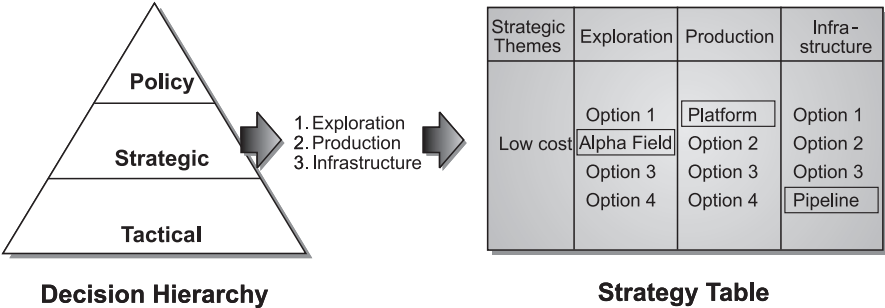 Policy
Strategic
Tactical
Decision Hierarchy
1. Exploration
2. Production
3. Infrastructure
Strategic Themes Exploration Production Infra-structure
Option 1 Platform Option 1
Low cost Alpha Field Option 2 Option 2
Option 3 Option 3 Option 3
Option 4 Option 4 Pipeline
Strategy Table